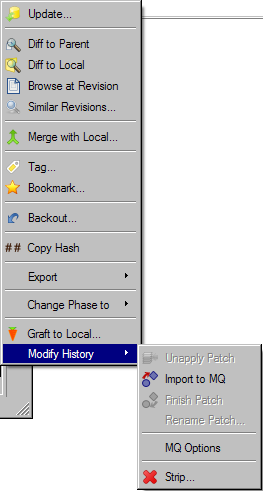 Update...
Diff to Parent
Diff to Local
Browse at Revision
Similar Revisions...
Merge with Local...
Tag...
Bookmark...
Backout...
## Copy Hash
Export
Change Phase to
Graft to Local...
Modify History
Unapply Patch
Import to MQ
Finish Patch
Rename Patch...
MQ Options
Strip...